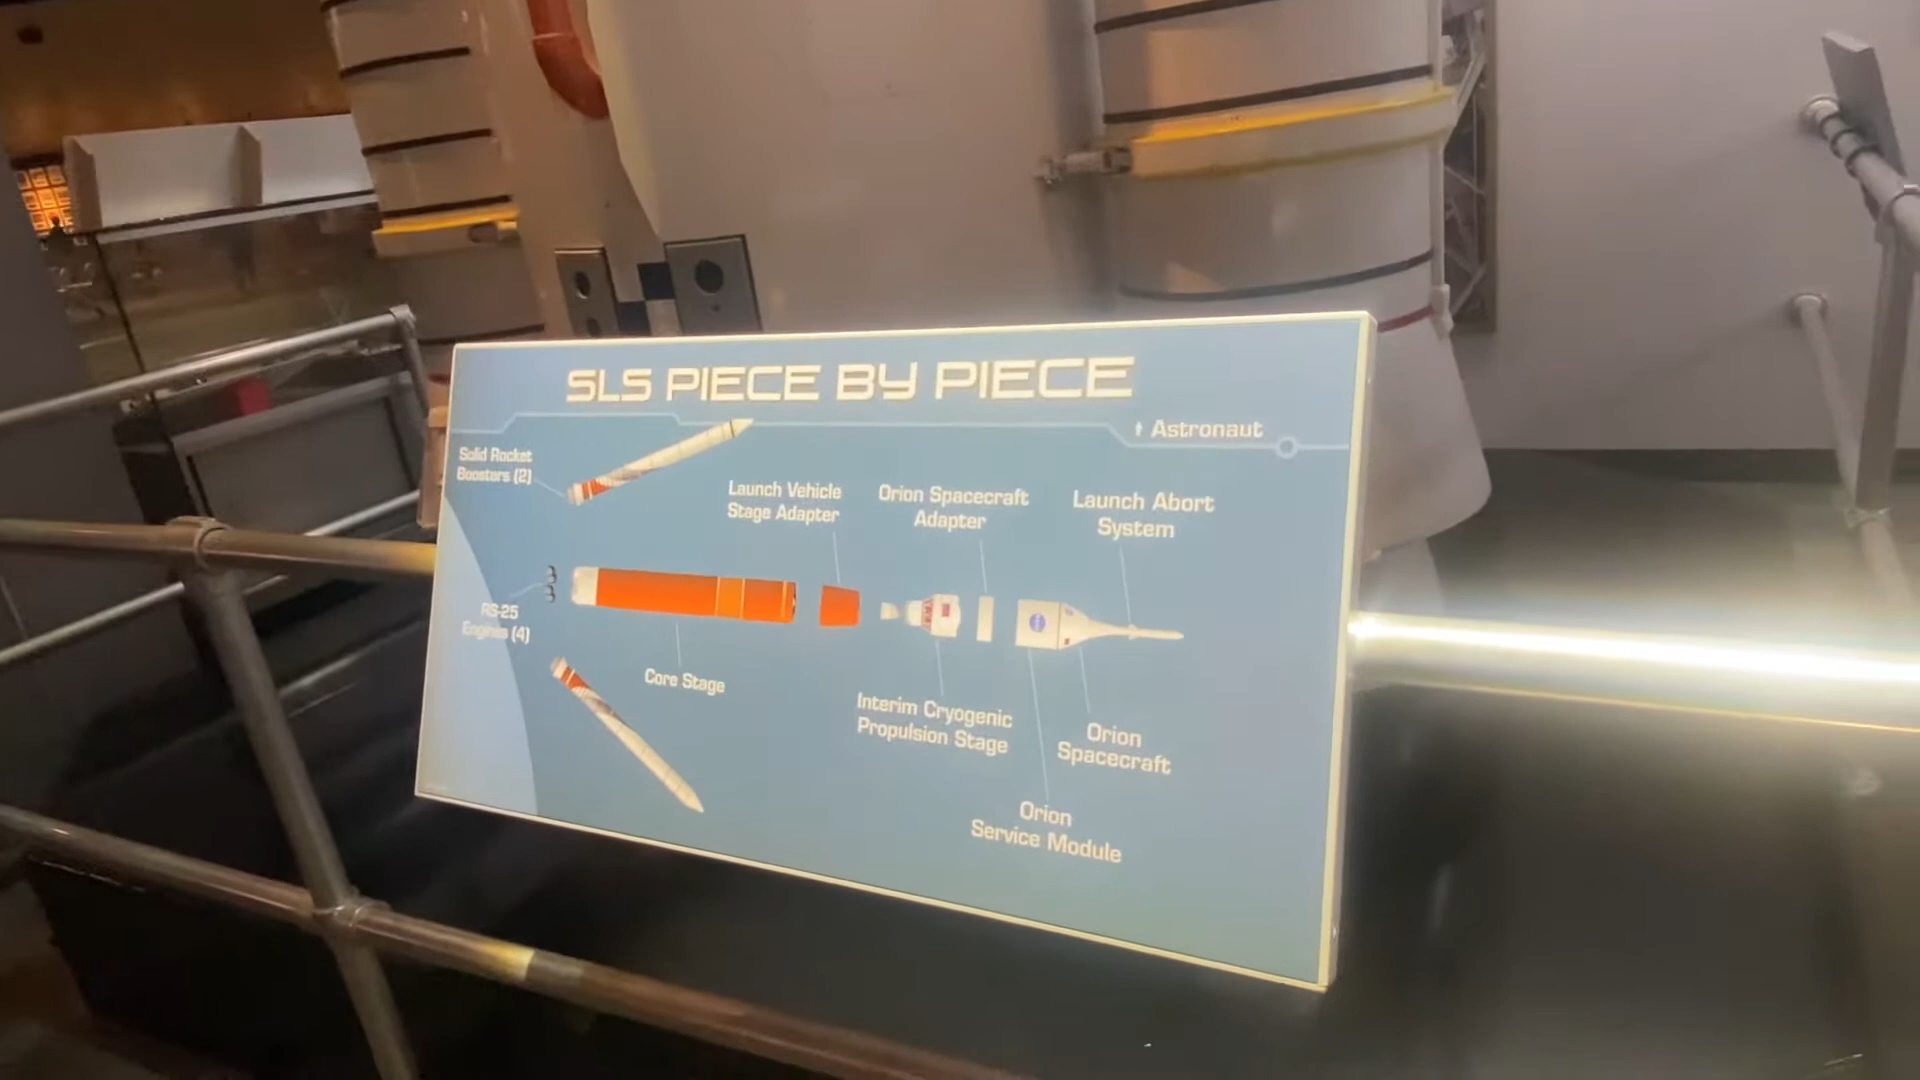 SLS PIECE BY PIECE
Astronaut
Solid Rocket
Boosters (2)
Launch Vehicle
Stage Adapter
Orion Spacecraft
Adapter
Launch Abort
System
RS-25
Engines (4)
Core Stage
Interim Cryogenic
Propulsion Stage
Orion
Spacecraft
Orion
Service Module